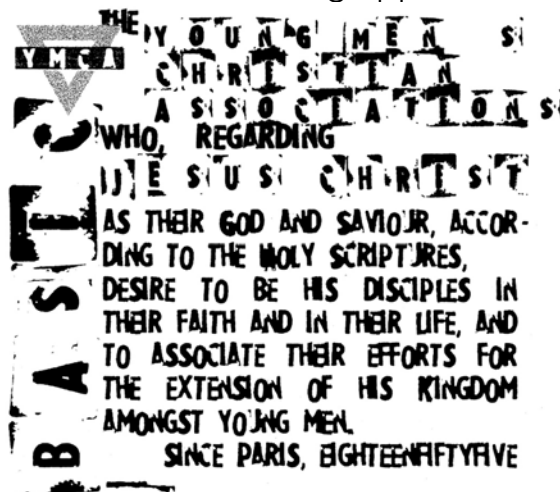 THE YOUNG MEN S
YMCA
CHRISTIAN
ASSOCIATIONS
WHO, REGARDING
JESUS CHRIST
AS THEIR GOD AND SAVIOUR, ACCOR-
DING TO THE HOLY SCRIPTURES,
DESIRE TO BE HIS DISCIPLES IN
THEIR FAITH AND IN THEIR LIFE, AND
TO ASSOCIATE THEIR EFFORTS FOR
THE EXTENSION OF HIS KINGDOM
AMONGST YOUNG MEN.
SINCE PARIS, EIGHTEENFIFTYFIVE
BASIC